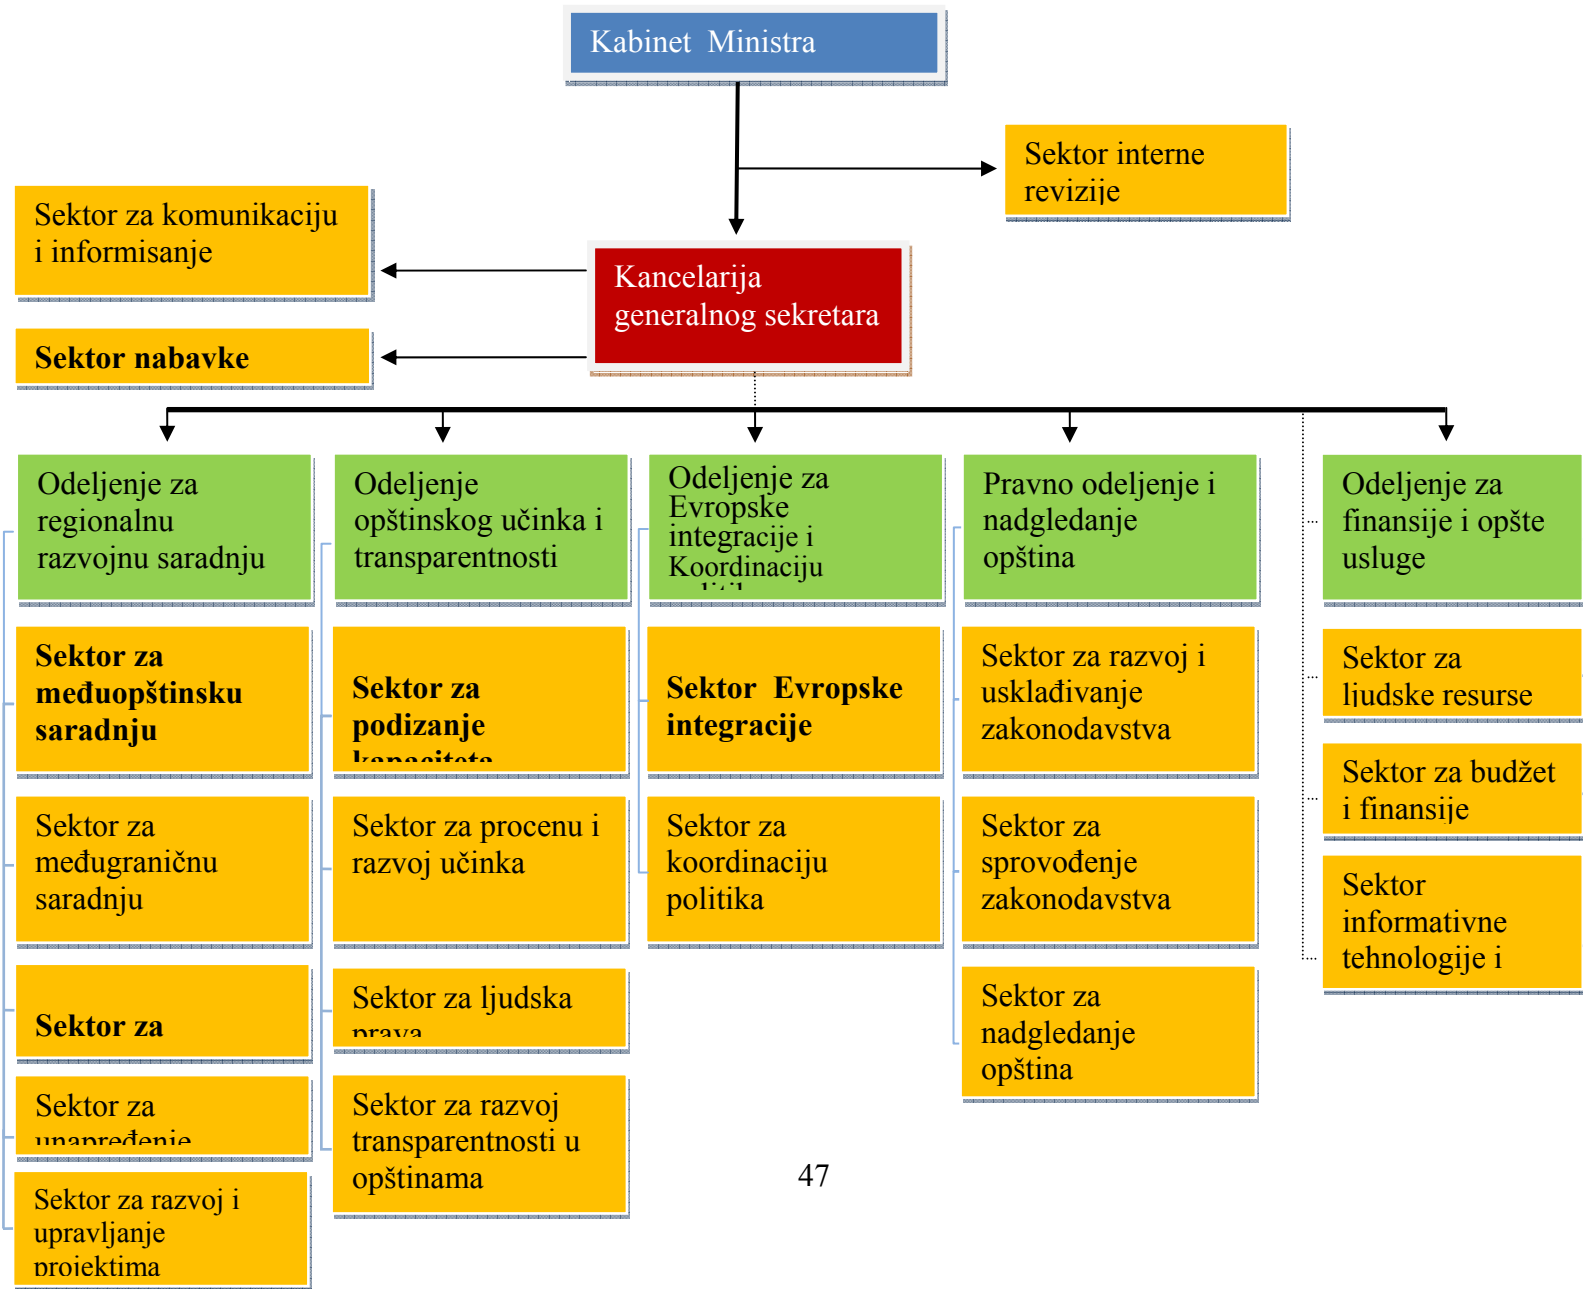 Kabinet Ministra
Sektor interne
revizije
Sektor za komunikaciju
i informisanje
Kancelarija
generalnog sekretara
Sektor nabavke
Odeljenje za
regionalnu
razvojnu saradnju
Odeljenje
opštinskog učinka i
transparentnosti
Odeljenje za
Evropske
integracije i
Koordinaciju
Pravno odeljenje i
nadgledanje
opština
Odeljenje za
finansije i opšte
usluge
Sektor za
međuopštinsku
saradnju
Sektor za
podizanje
kapaciteta
Sektor Evropske
integracije
Sektor za razvoj i
usklađivanje
zakonodavstva
Sektor za
ljudske resurse
Sektor za budžet
i finansije
Sektor za
međugraničnu
saradnju
Sektor za procenu i
razvoj učinka
Sektor za
koordinaciju
politika
Sektor za
sprovođenje
zakonodavstva
Sektor
informativne
tehnologije i
Sektor za
Sektor za ljudska
prava
Sektor za
nadgledanje
opština
Sektor za
unapređenje
Sektor za razvoj
transparentnosti u
opštinama
Sektor za razvoj i
upravljanje
projektima
47